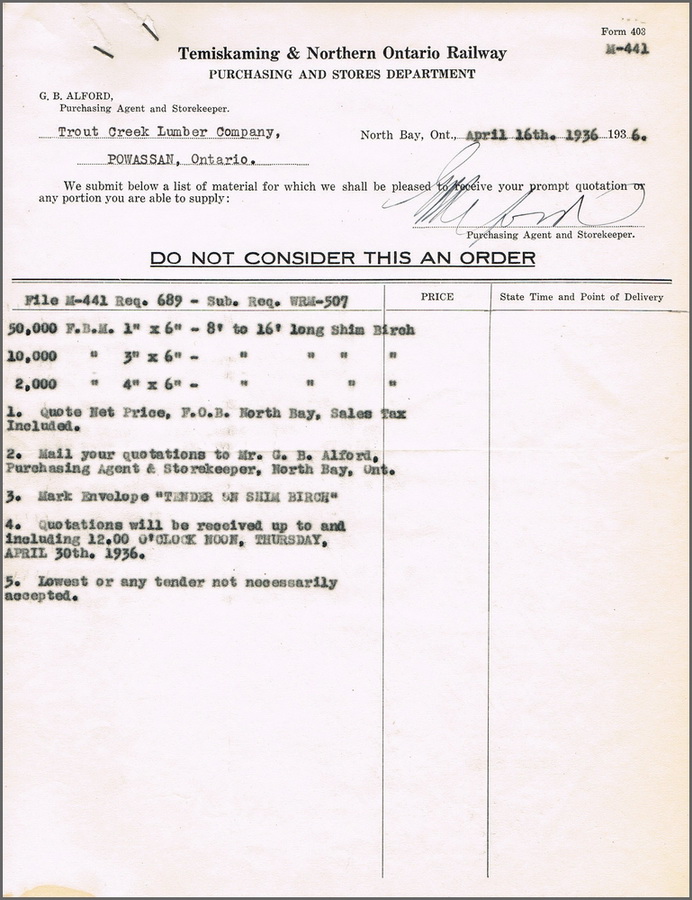 Form 403
M-441
Temiskaming & Northern Ontario Railway
PURCHASING AND STORES DEPARTMENT
G. B. ALFORD,
Purchasing Agent and Storekeeper.
Trout Creek Lumber Company,
North Bay, Ont., April 16th. 1936 1936.
POWASSAN, Ontario.
We submit below a list of material for which we shall be pleased to receive your prompt quotation or
any portion you are able to supply:
Purchasing Agent and Storekeeper.
DO NOT CONSIDER THIS AN ORDER
File M-441 Req. 689 - Sub. Req. WRM-507 PRICE State Time and Point of Delivery
50,000 F.B.M. 1" x 6" - 8' to 16' long Shim Birch
10,000 " 3" x 6" - " " " "
2,000 " 4" x 6" - " " " "
1. Quote Net Price, F.O.B. North Bay, Sales Tax
Included.
2. Mail your quotations to Mr. G. B. Alford,
Purchasing Agent & Storekeeper, North Bay, Ont.
3. Mark Envelope "TENDER ON SHIM BIRCH"
4. Quotations will be received up to and
including 12.00 O'CLOCK NOON, THURSDAY,
APRIL 30th. 1936.
5. Lowest or any tender not necessarily
accepted.